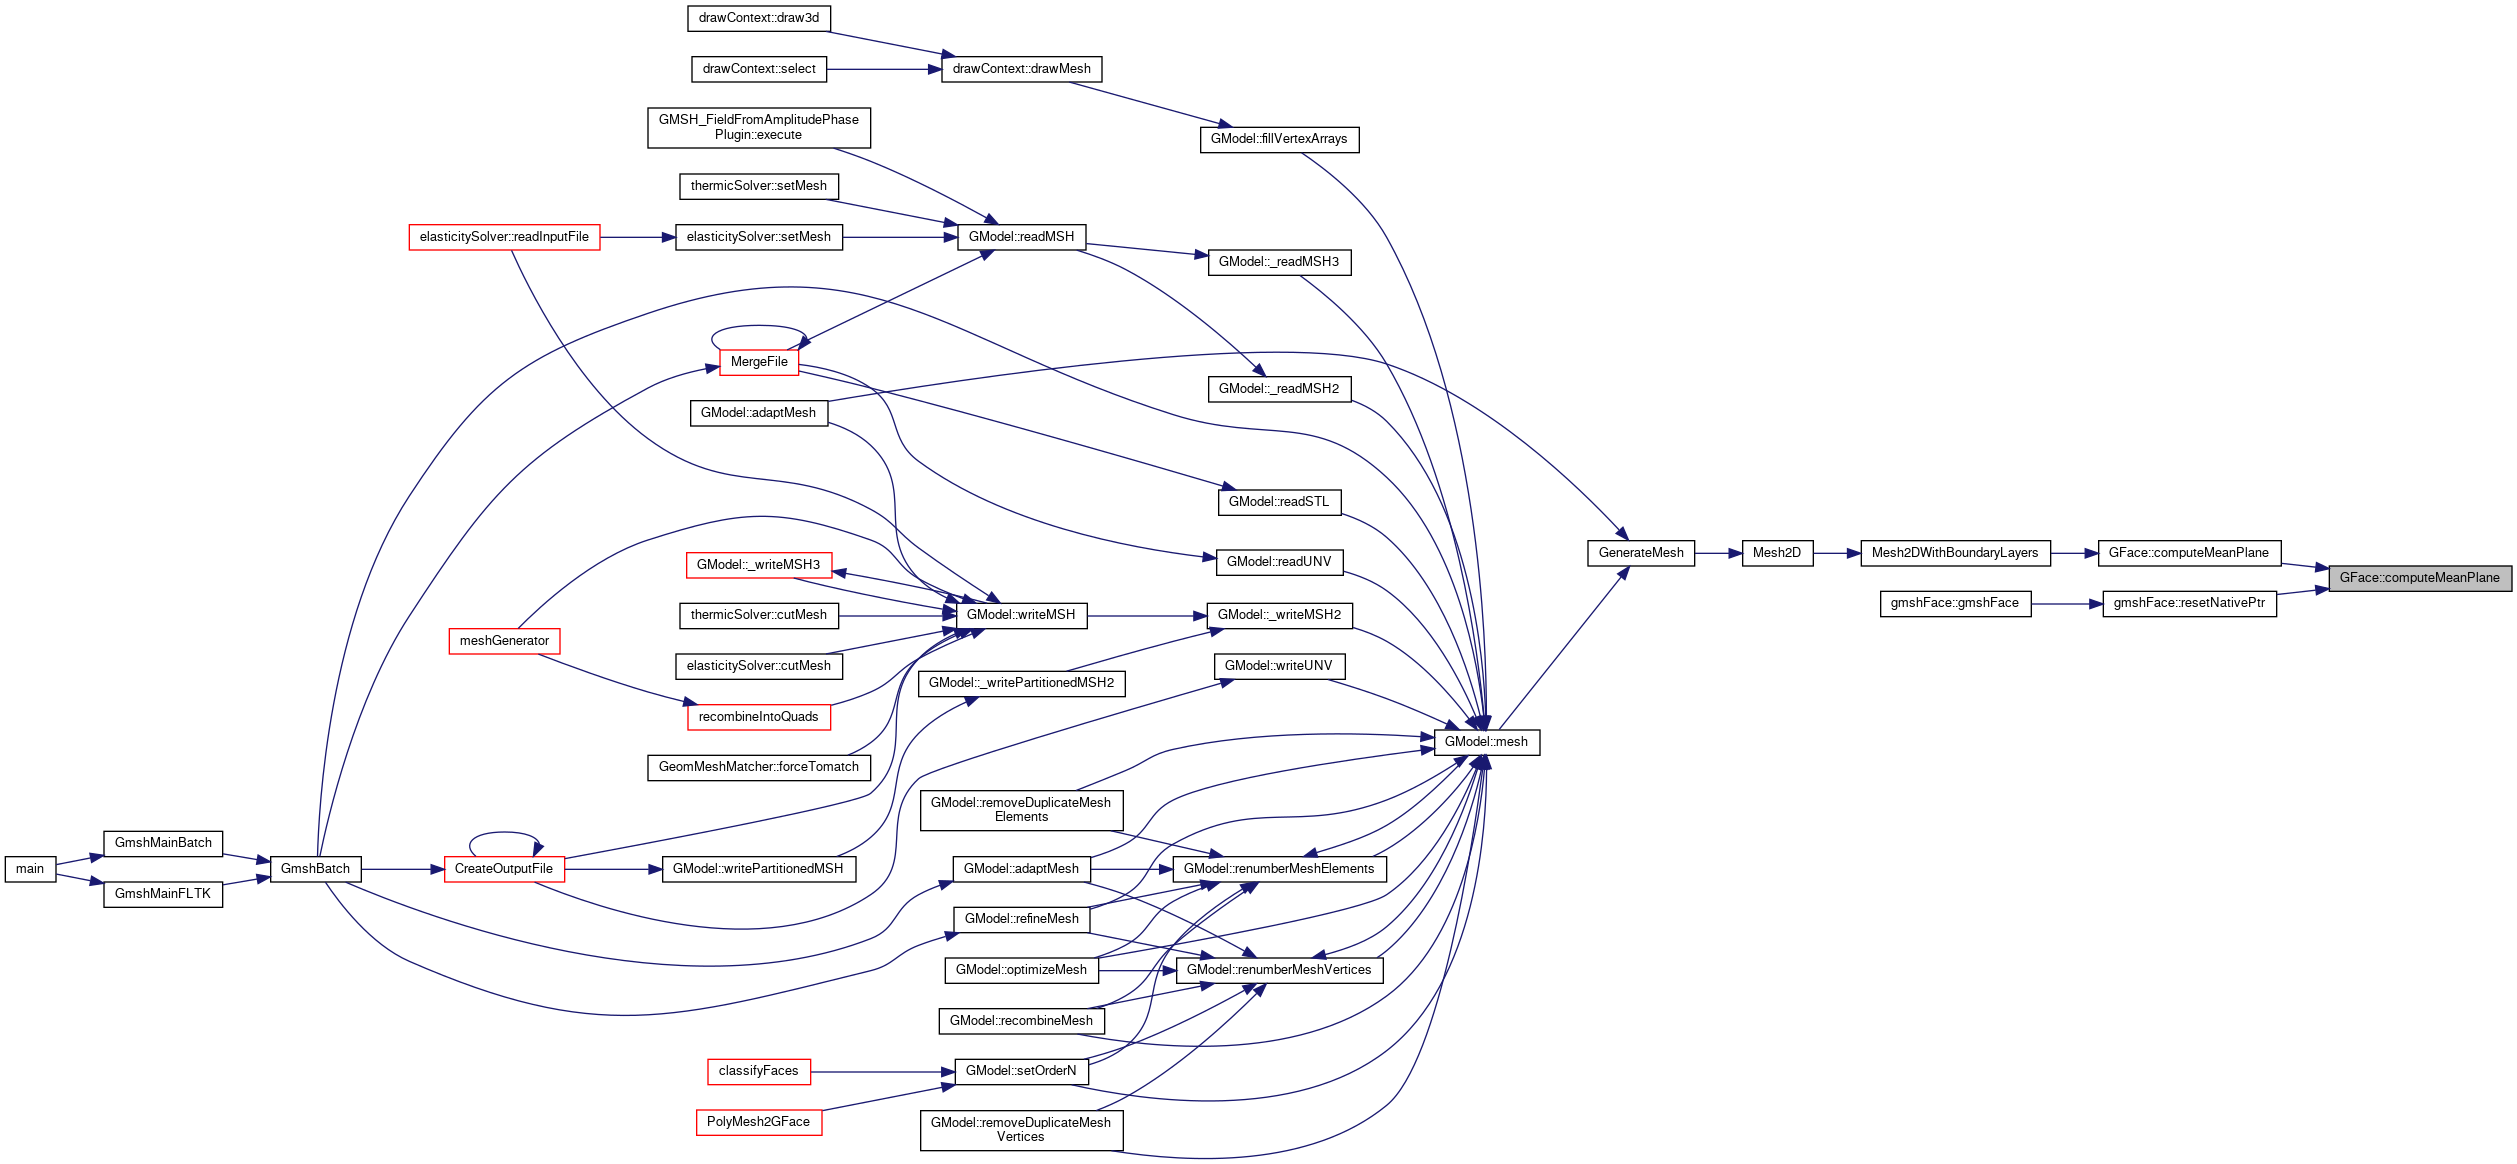 drawContext::draw3d
drawContext::select
drawContext::drawMesh
GMSH_FieldFromAmplitudePhase
Plugin::execute
GModel::fillVertexArrays
thermicSolver::setMesh
elasticitySolver::readInputFile
elasticitySolver::setMesh
GModel::readMSH
GModel::_readMSH3
MergeFile
GModel::_readMSH2
GModel::adaptMesh
GModel::readSTL
GModel::_writeMSH3
GModel::readUNV
GenerateMesh
Mesh2D
Mesh2DWithBoundaryLayers
GFace::computeMeanPlane
GFace::computeMeanPlane
gmshFace::gmshFace
gmshFace::resetNativePtr
thermicSolver::cutMesh
GModel::writeMSH
GModel::_writeMSH2
meshGenerator
elasticitySolver::cutMesh
GModel::writeUNV
GModel::_writePartitionedMSH2
recombineIntoQuads
GModel::mesh
GeomMeshMatcher::forceTomatch
GModel::removeDuplicateMesh
Elements
GmshMainBatch
main
GmshBatch
CreateOutputFile
GModel::writePartitionedMSH
GModel::adaptMesh
GModel::renumberMeshElements
GmshMainFLTK
GModel::refineMesh
GModel::optimizeMesh
GModel::renumberMeshVertices
GModel::recombineMesh
classifyFaces
GModel::setOrderN
PolyMesh2GFace
GModel::removeDuplicateMesh
Vertices